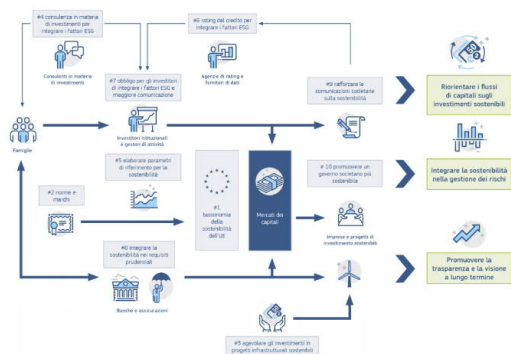 #4 consulenza in materia
di investimenti per
integrare i fattori ESG
#6 rating del credito per
integrare i fattori ESG
Consulenti in materia
di investimenti
#7 obbligo per gli investitori
di integrare i fattori ESG e
maggiore comunicazione
Agenzie di rating e
fornitori di dati
#9 rafforzare la
comunicazioni societarie
sulla sostenibilità
Riorientare i flussi
di capitali sugli
investimenti sostenibili
Famiglie
Investitori istituzionali
e gestori di attività
#5 elaborare parametri
di riferimento per la
sostenibilità
#2 norme e
marchi
#1
tassonomia
della
sostenibilità
dell'UE
Mercati dei
capitali
# 10 promuovere un
governo societario più
sostenibile
Integrare la sostenibilità
nella gestione dei rischi
Imprese e progetti di
investimento sostenibili
#8 integrare la
sostenibilità nei requisiti
prudenziali
Banche e assicurazioni
Promuovere la
trasparenza e la visione
a lungo termine
#3 agevolare gli investimenti in
progetti infrastrutturali sostenibili